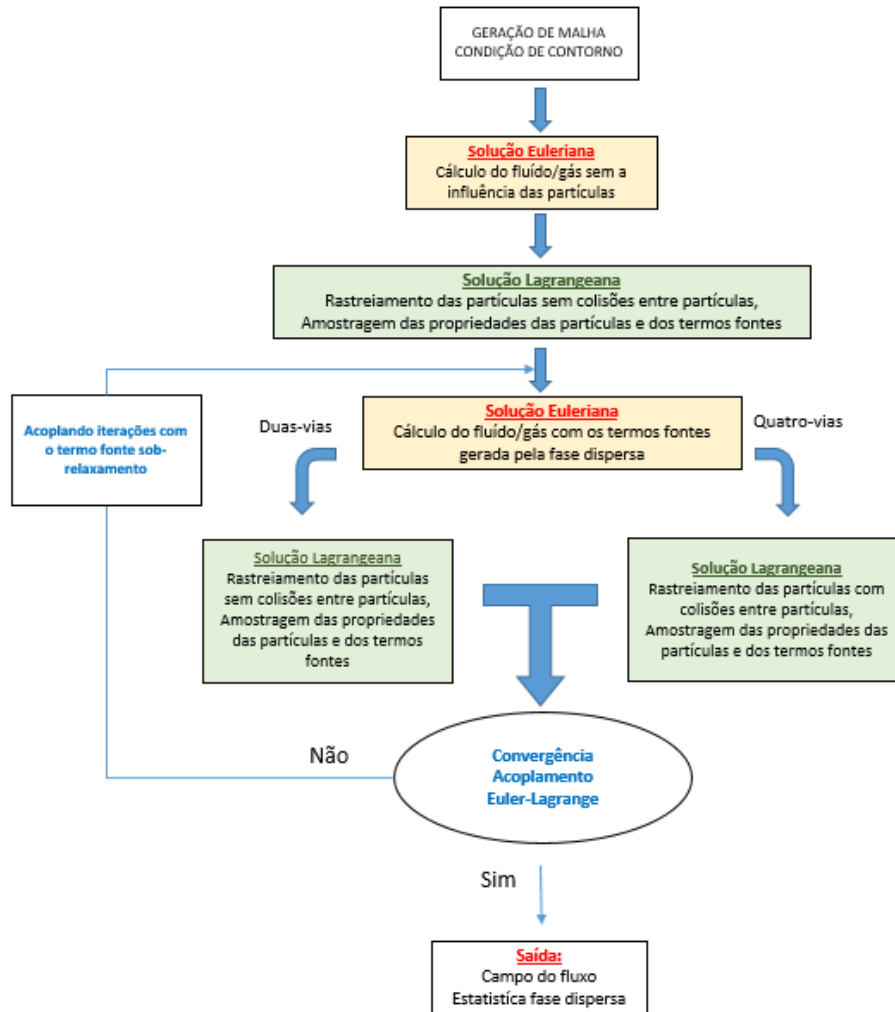 GERAÇÃO DE MALHA
CONDIÇÃO DE CONTORNO
Solução Euleriana
Cálculo do fluído/gás sem a
influência das partículas
Solução Lagrangeana
Rastreiamento das partículas sem colisões entre partículas,
Amostragem das propriedades das partículas e dos termos fontes
Acoplando iterações com
o termo fonte sob-
relaxamento
Duas-vias
Solução Euleriana
Cálculo do fluído/gás com os termos fontes
gerada pela fase dispersa
Quatro-vias
Solução Lagrangeana
Rastreiamento das partículas
sem colisões entre partículas,
Amostragem das propriedades
das partículas e dos termos
fontes
Solução Lagrangeana
Rastreiamento das partículas com
colisões entre partículas,
Amostragem das propriedades das
partículas e dos termos fontes
Não
Convergência
Acoplamento
Euler-Lagrange
Sim
Saída:
Campo do fluxo
Estatistíca fase dispersa